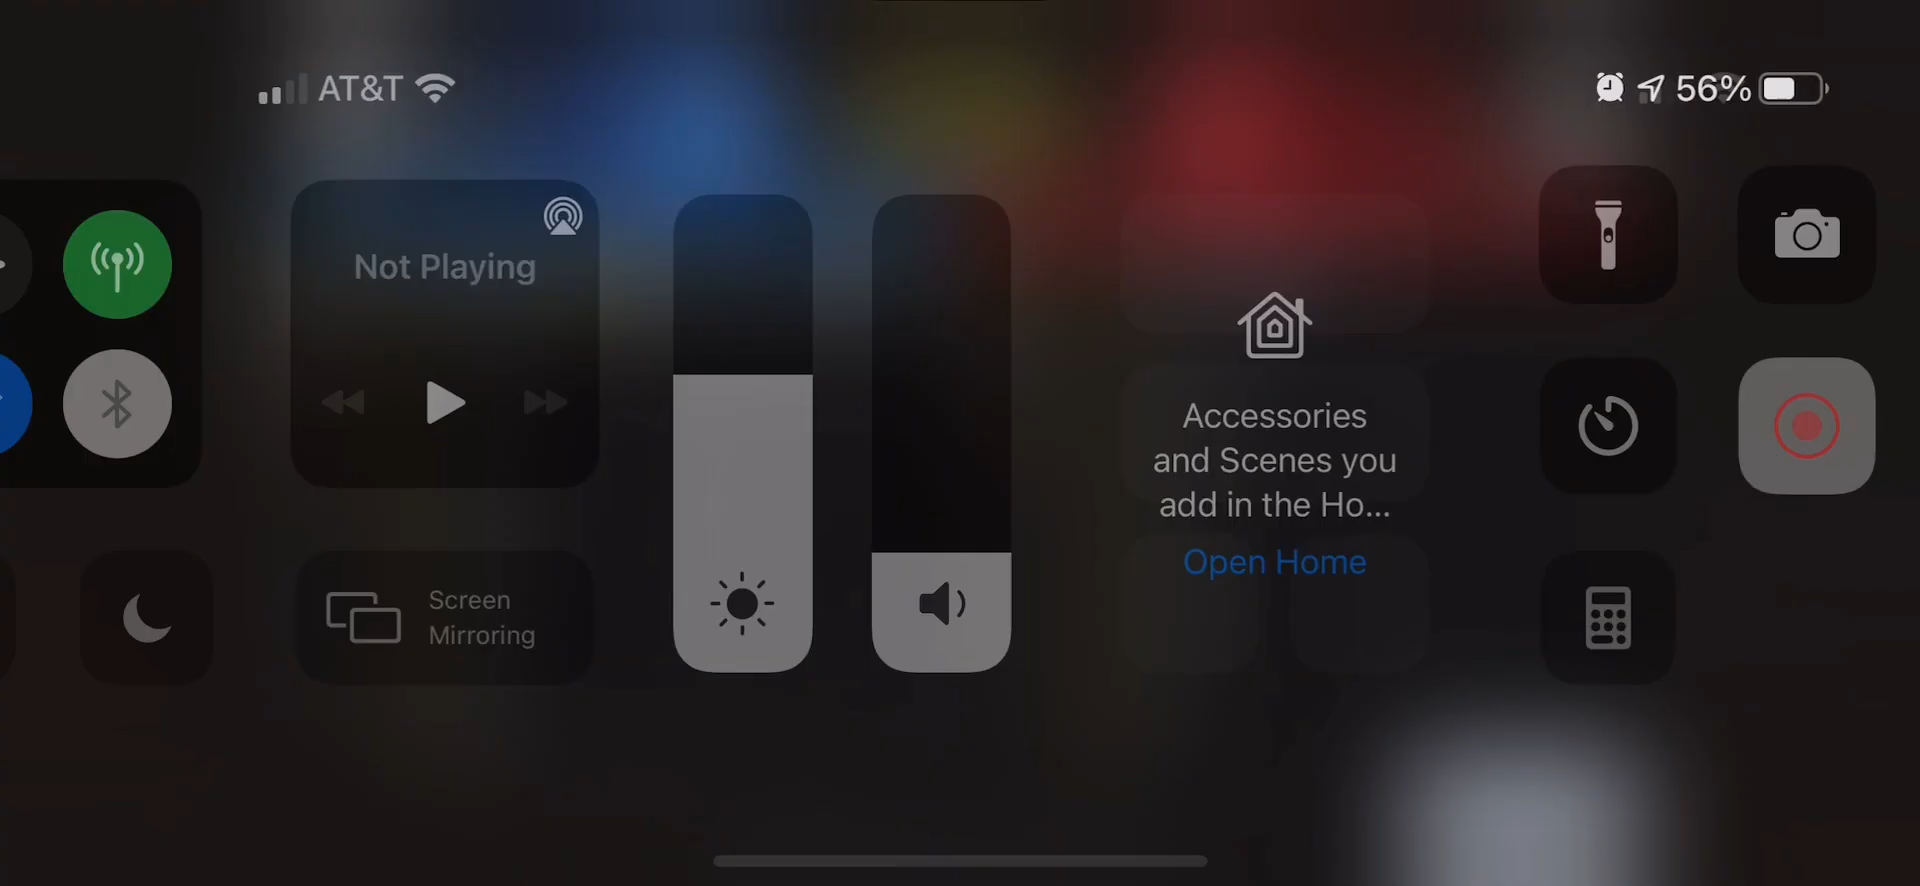 AT&T
56%
Not Playing
Screen
Mirroring
Accessories
and Scenes you
add in the Ho...
Open Home